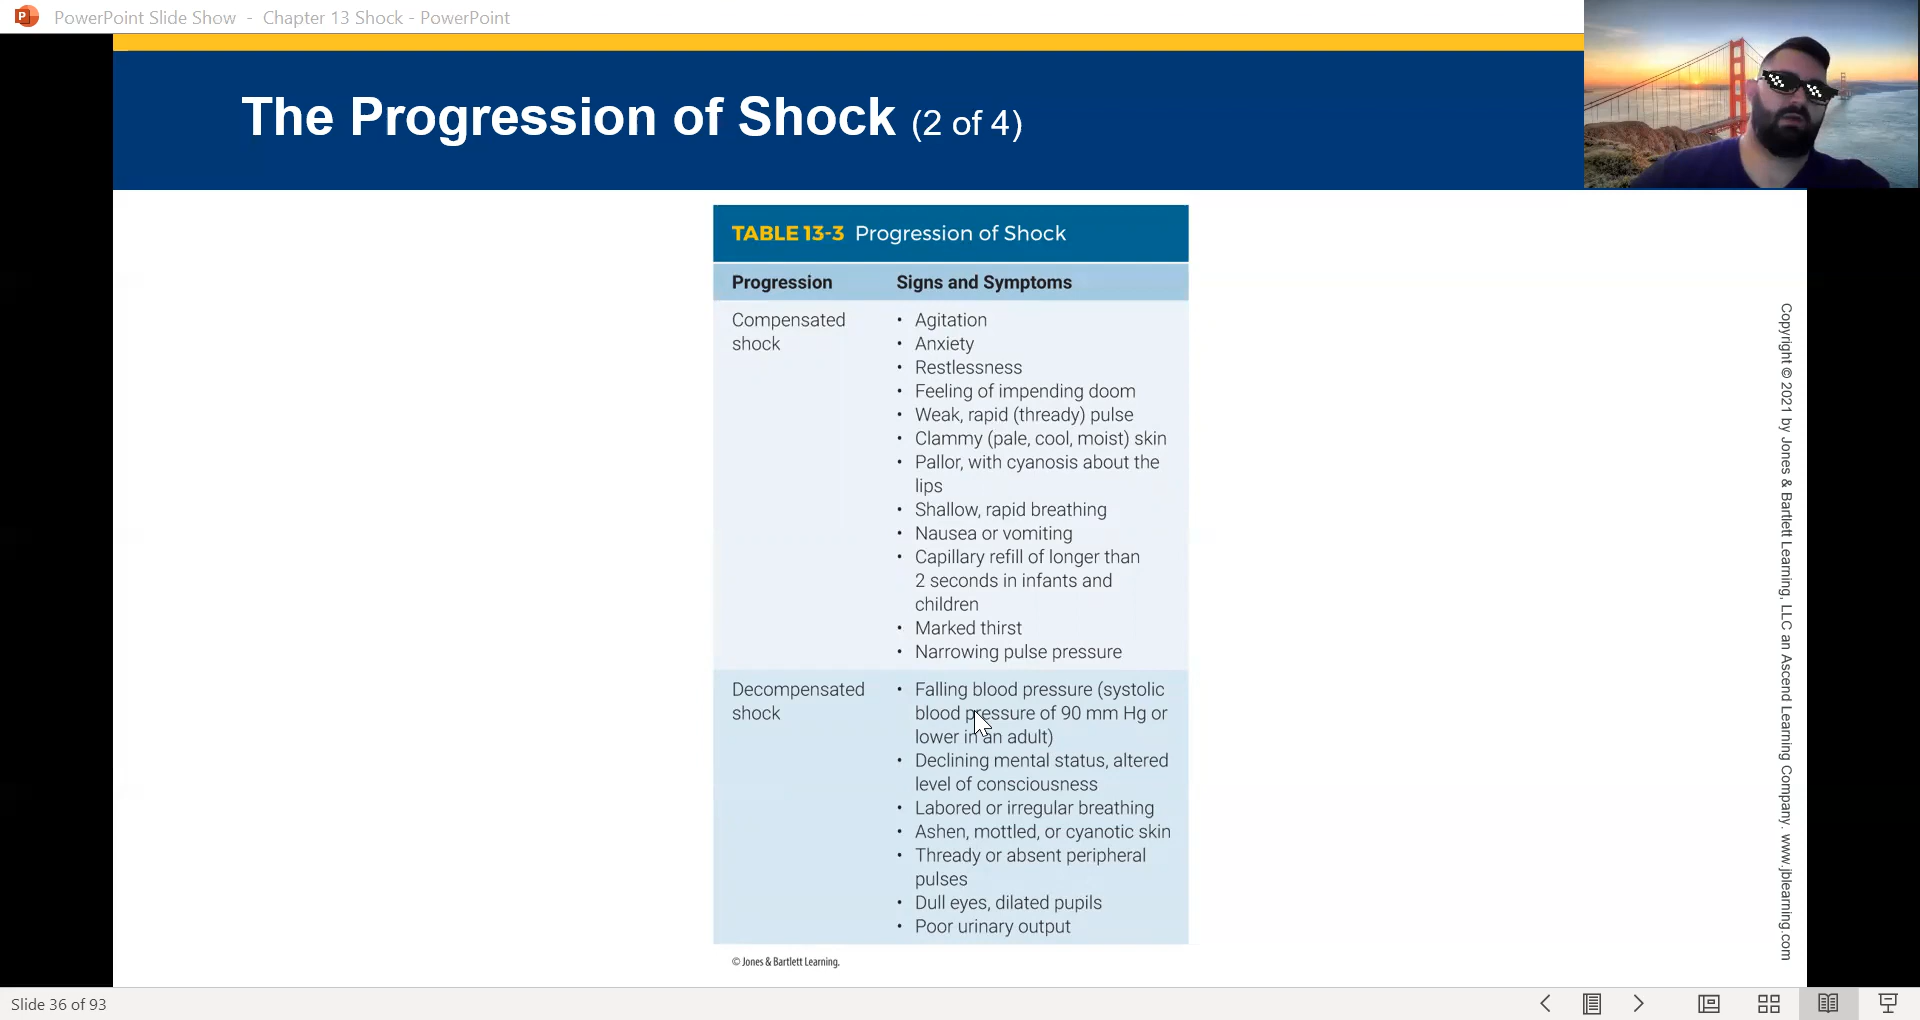 PowerPoint Slide Show - Chapter 13 Shock - PowerPoint
The Progression of Shock (2 of 4)
TABLE 13-3 Progression of Shock
Progression Signs and Symptoms
Compensated
shock
• Agitation
• Anxiety
• Restlessness
• Feeling of impending doom
• Weak, rapid (thready) pulse
• Clammy (pale, cool, moist) skin
• Pallor, with cyanosis about the
lips
• Shallow, rapid breathing
• Nausea or vomiting
• Capillary refill of longer than
2 seconds in infants and
children
• Marked thirst
• Narrowing pulse pressure
Decompensated
shock
• Falling blood pressure (systolic
blood pressure of 90 mm Hg or
lower in an adult)
• Declining mental status, altered
level of consciousness
• Labored or irregular breathing
• Ashen, mottled, or cyanotic skin
• Thready or absent peripheral
pulses
• Dull eyes, dilated pupils
• Poor urinary output
© Jones & Bartlett Learning.
Copyright © 2021 by Jones & Bartlett Learning, LLC an Ascend Learning Company. www.jblearning.com
Slide 36 of 93